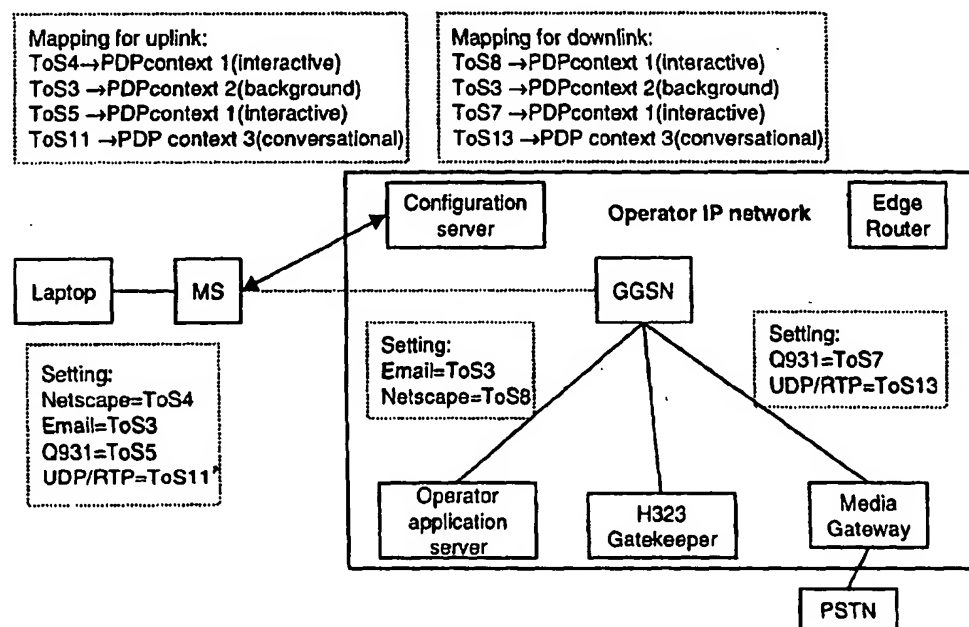 Mapping for uplink:
ToS4→PDPcontext 1(interactive)
ToS3 →PDPcontext 2(background)
ToS5 →PDPcontext 1(interactive)
ToS11 →PDP context 3(conversational)
Mapping for downlink:
ToS8 →PDPcontext 1(interactive)
ToS3 →PDPcontext 2(background)
ToS7 →PDPcontext 1(interactive)
ToS13 →PDP context 3(conversational)
Configuration
server
Operator IP network
Edge
Router
Laptop
MS
GGSN
Setting:
Netscape=ToS4
Email=ToS3
Q931=ToS5
UDP/RTP=ToS11
Setting:
Email=ToS3
Netscape=ToS8
Setting:
Q931=ToS7
UDP/RTP=ToS13
Operator
application
server
H323
Gatekeeper
Media
Gateway
PSTN